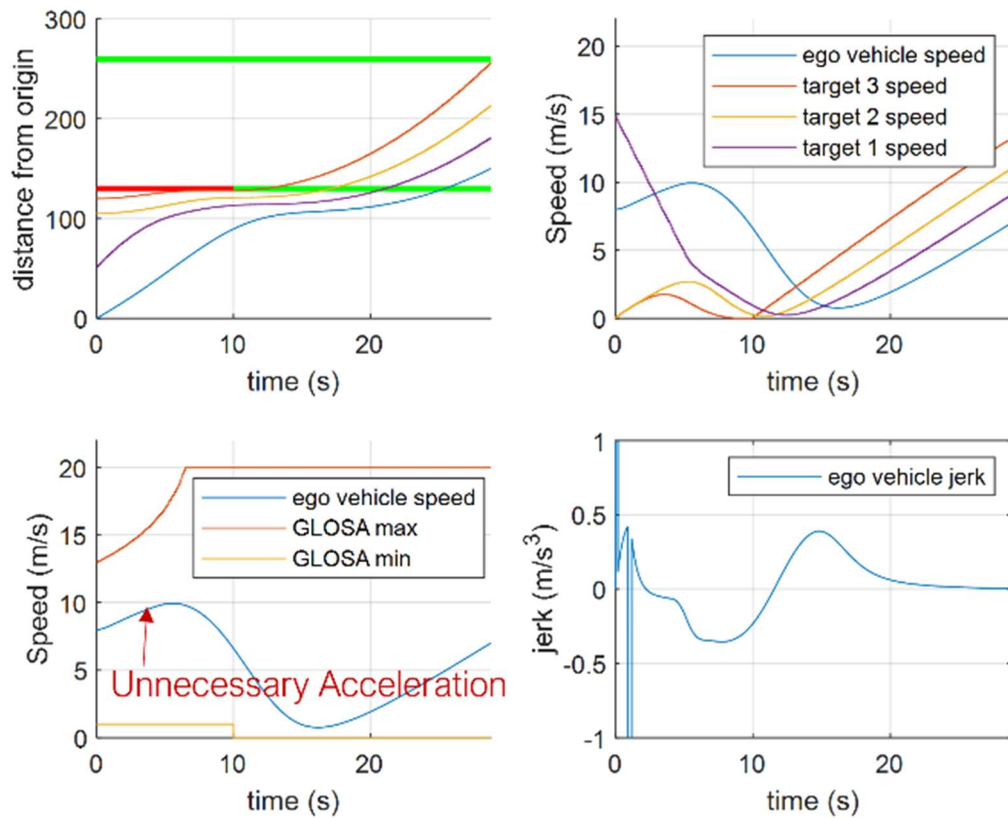 300
200
100
0
distance from origin
0
10
20
time (s)
20
15
10
5
0
Speed (m/s)
ego vehicle speed
target 3 speed
target 2 speed
target 1 speed
0
10
20
time (s)
20
15
10
5
0
Speed (m/s)
ego vehicle speed
GLOSA max
GLOSA min
Unnecessary Acceleration
0
10
20
time (s)
1
0.5
0
-0.5
-1
jerk (m/s³)
ego vehicle jerk
0
10
20
time (s)